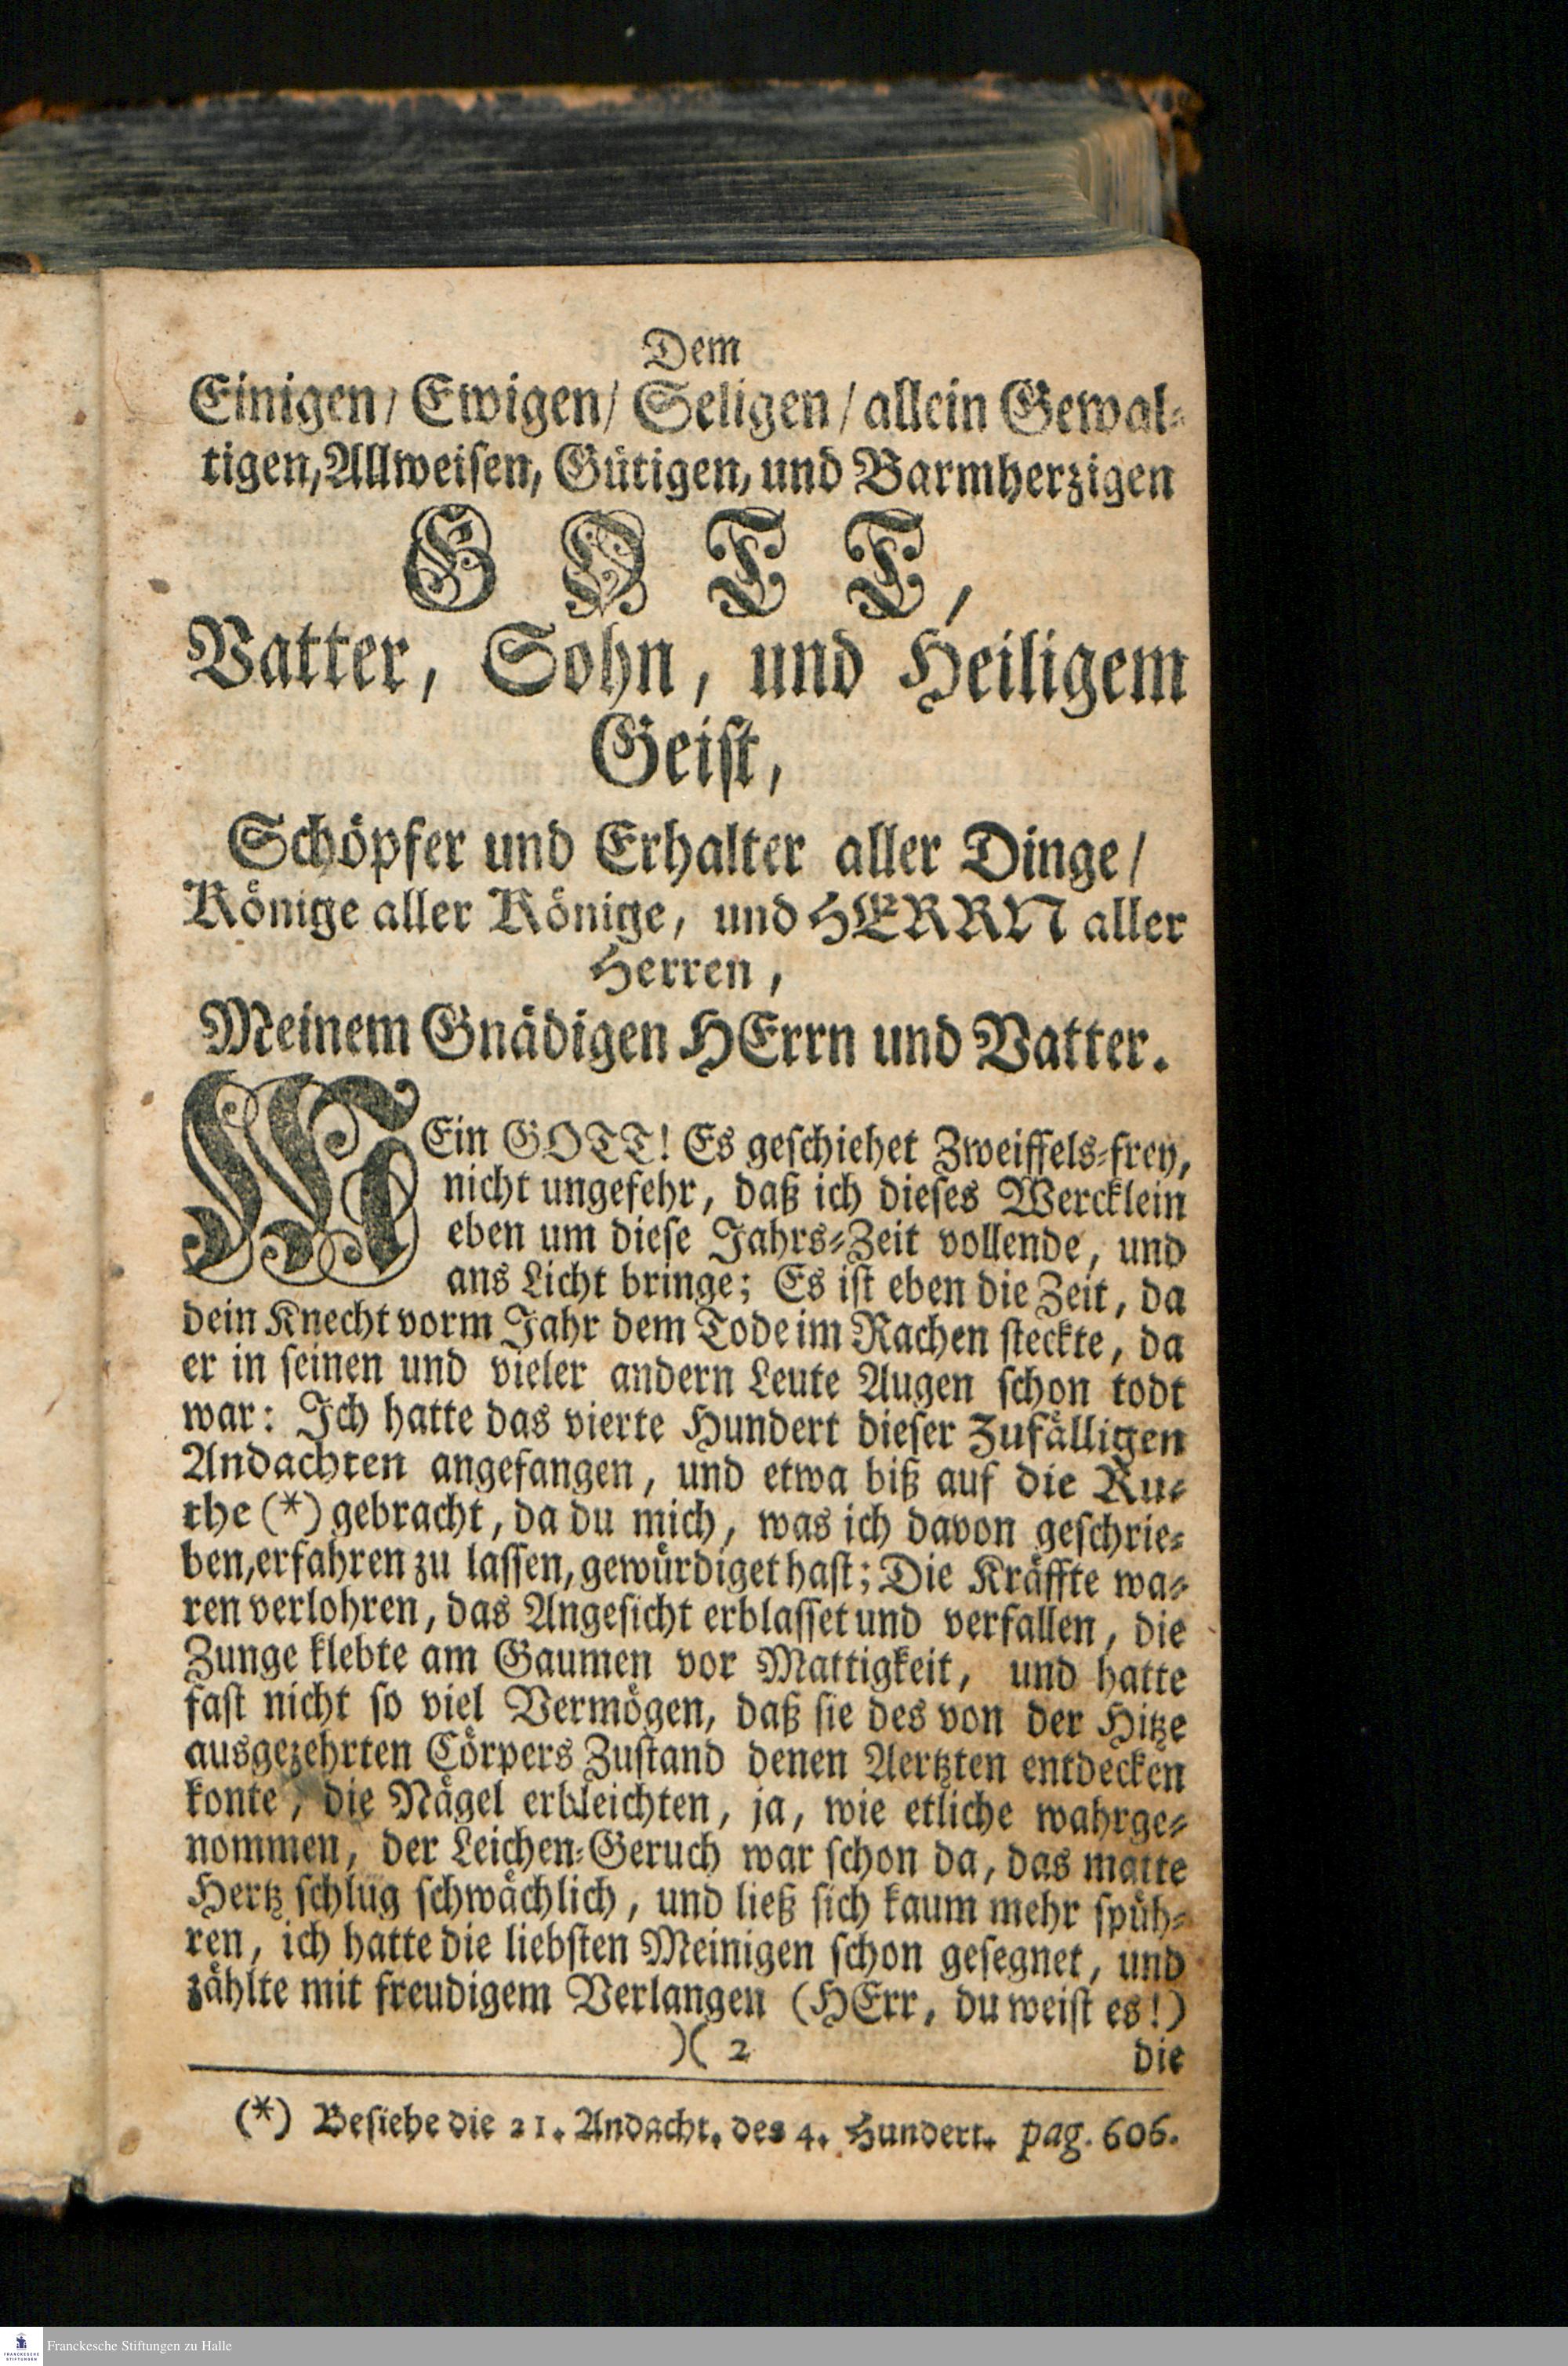 Dem
Einigen/ Ewigen/ Seligen/ allein Gewal-
tigen, Allweisen, Gütigen, und Barmherzigen
GOTT,
Vatter, Sohn, und Heiligem
Geist,
Schöpfer und Erhalter aller Dinge/
Könige aller Könige, und HERRN aller
Herren,
Meinem Gnädigen HErrn und Vatter.
MEin GOTT! Es geschiehet Zweiffels-frey,
nicht ungefehr, daß ich dieses Wercklein
eben um diese Jahrs-Zeit vollende, und
ans Licht bringe; Es ist eben die Zeit, da
dein Knecht vorm Jahr dem Tode im Rachen steckte, da
er in seinen und vieler andern Leute Augen schon todt
war: Ich hatte das vierte Hundert dieser Zufälligen
Andachten angefangen, und etwa biß auf die Ru-
the (*) gebracht, da du mich, was ich davon geschrie-
ben, erfahren zu lassen, gewürdiget hast; Die Kräffte wa-
ren verlohren, das Angesicht erblasset und verfallen, die
Zunge klebte am Gaumen vor Mattigkeit, und hatte
fast nicht so viel Vermögen, daß sie des von der Hitze
ausgezehrten Cörpers Zustand denen Aertzten entdecken
konte, die Nägel erbleichten, ja, wie etliche wahrge-
nommen, der Leichen-Geruch war schon da, das matte
Hertz schlug schwächlich, und ließ sich kaum mehr spüh-
ren, ich hatte die liebsten Meinigen schon gesegnet, und
zählte mit freudigem Verlangen (HErr, du weist es!)
)( 2
die
(*) Besiehe die 21. Andacht. des 4. Hundert. pag. 606.
Franckesche Stiftungen zu Halle
FRANCKESCHE
STIFTUNGEN